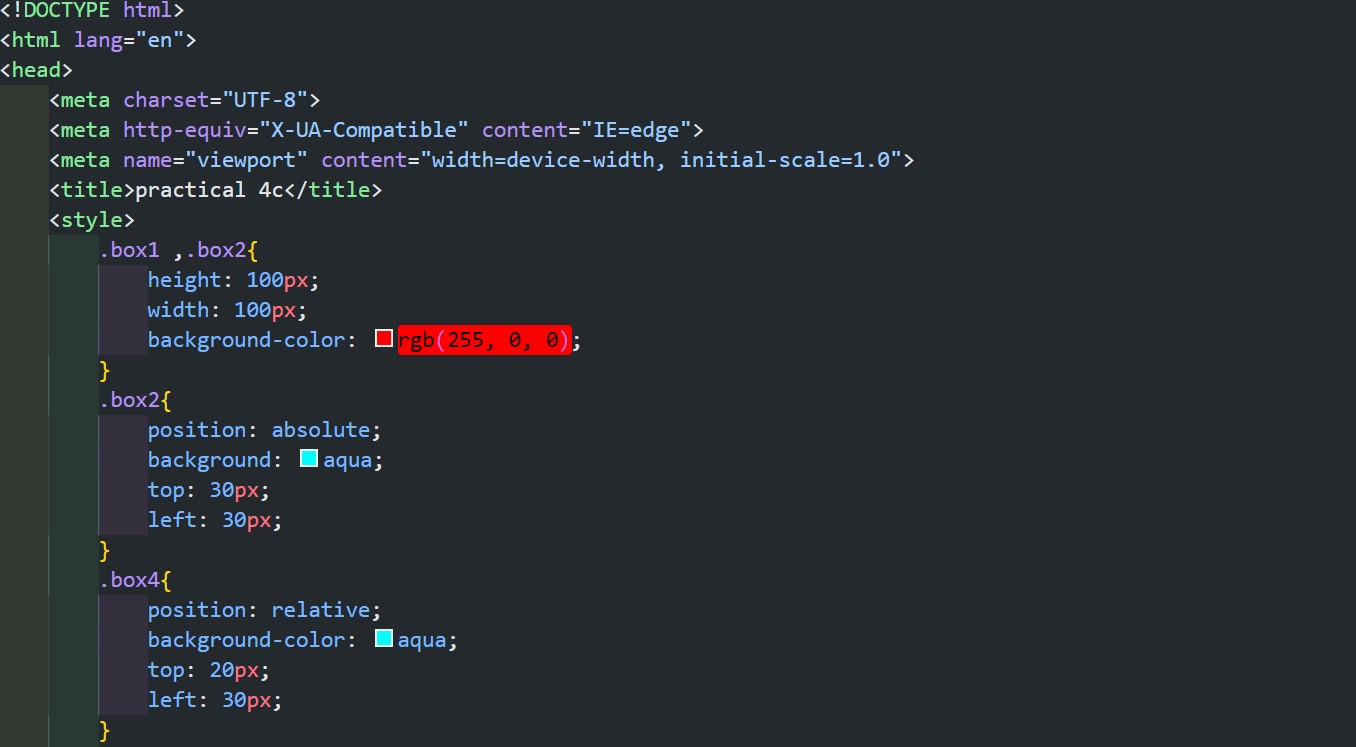 <!DOCTYPE html>
<html lang="en">
<head>
    <meta charset="UTF-8">
    <meta http-equiv="X-UA-Compatible" content="IE=edge">
    <meta name="viewport" content="width=device-width, initial-scale=1.0">
    <title>practical 4c</title>
    <style>
        .box1 ,.box2{
            height: 100px;
            width: 100px;
            background-color: rgb(255, 0, 0);
        }
        .box2{
            position: absolute;
            background: aqua;
            top: 30px;
            left: 30px;
        }
        .box4{
            position: relative;
            background-color: aqua;
            top: 20px;
            left: 30px;
        }